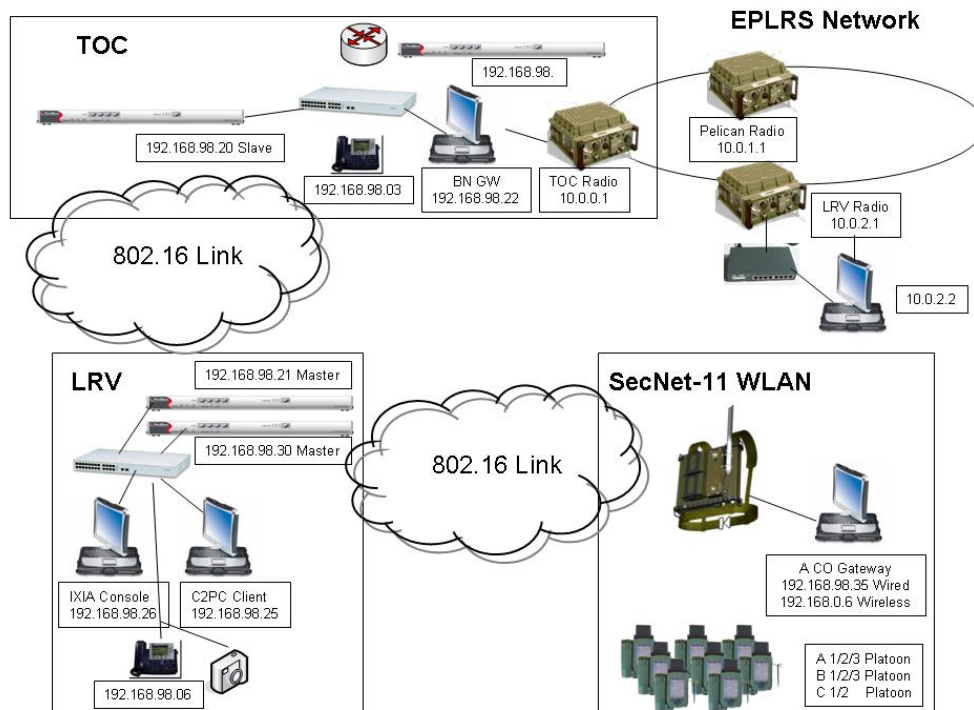 EPLRS Network
TOC
192.168.98.
192.168.98.20 Slave
192.168.98.03
BN GW
192.168.98.22
TOC Radio
10.0.0.1
Pelican Radio
10.0.1.1
LRV Radio
10.0.2.1
10.0.2.2
802.16 Link
LRV
192.168.98.21 Master
192.168.98.30 Master
IXIA Console
192.168.98.26
C2PC Client
192.168.98.25
192.168.98.06
802.16 Link
SecNet-11 WLAN
A CO Gateway
192.168.98.35 Wired
192.168.0.6 Wireless
A 1/2/3 Platoon
B 1/2/3 Platoon
C 1/2 Platoon